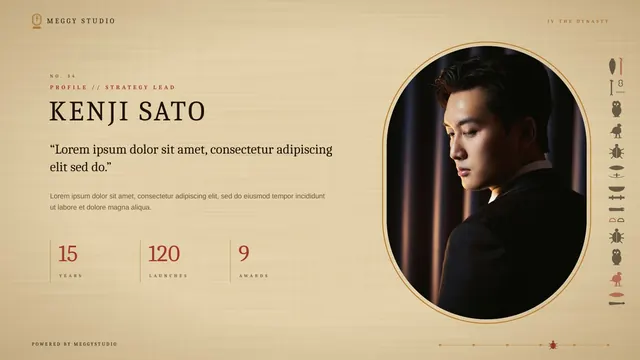 MEGGY STUDIO
IV THE DYNASTY
NO. 04
PROFILE // STRATEGY LEAD
KENJI SATO
“Lorem ipsum dolor sit amet, consectetur adipiscing
elit sed do.”
Lorem ipsum dolor sit amet, consectetur adipiscing elit, sed do eiusmod tempor incididunt
ut labore et dolore magna aliqua.
15
YEARS
120
LAUNCHES
9
AWARDS
POWERED BY MEGGYSTUDIO